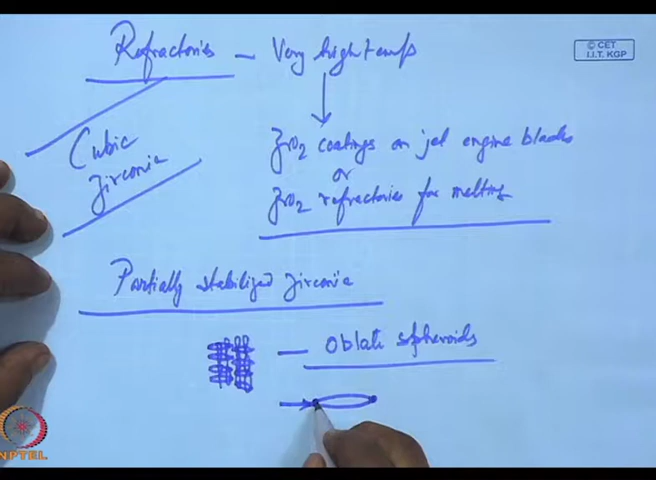 Refractories — Very high temps
© CET
I.I.T. KGP
Cubic
zirconia
ZrO2 coatings on jet engine blades
or
ZrO2 refractories for melting
Partially stabilized zirconia
— Oblate spheroids
NPTEL